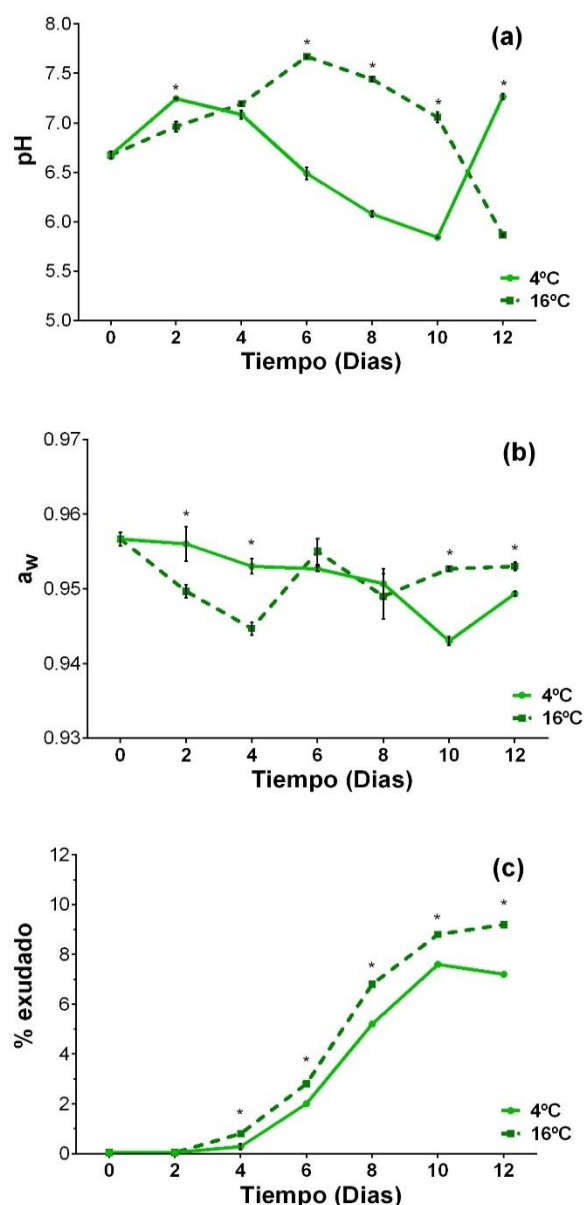 (a)
pH
8.0
7.5
7.0
6.5
6.0
5.5
5.0
* * * * *
4ºC
16ºC
0 2 4 6 8 10 12
Tiempo (Dias)
(b)
a_w
0.97
0.96
0.95
0.94
0.93
* * * *
4ºC
16ºC
0 2 4 6 8 10 12
Tiempo (Dias)
(c)
% exudado
12
10
8
6
4
2
0
* * * * *
4ºC
16ºC
0 2 4 6 8 10 12
Tiempo (Dias)